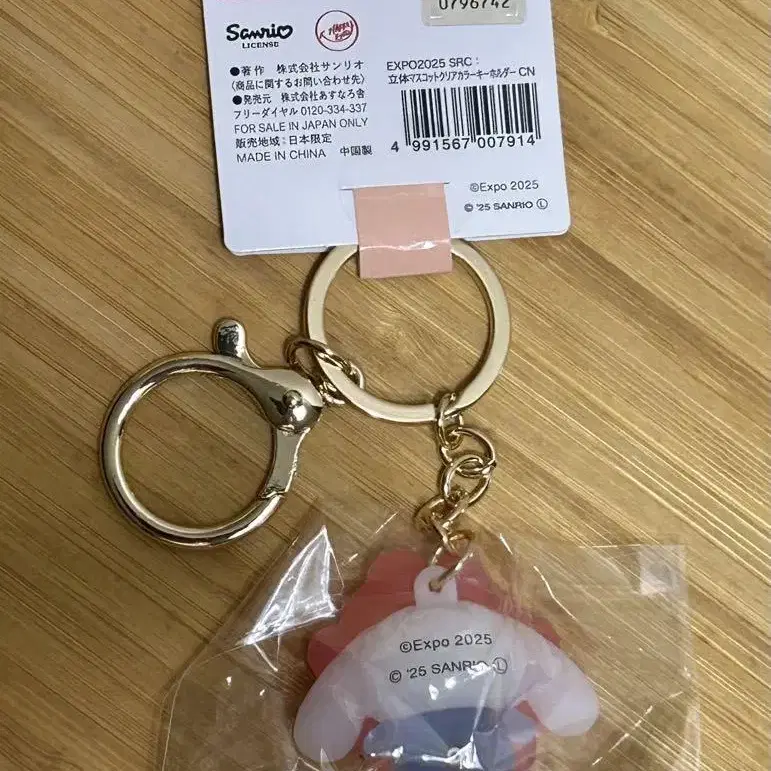 0796742
Sanrio
LICENSE
●著作 株式会社サンリオ
(商品に関するお問い合わせ先)
●発売元 株式会社あすなろ舎
フリーダイヤル 0120-334-337
FOR SALE IN JAPAN ONLY
販売地域:日本限定
MADE IN CHINA 中國製
EXPO2025 SRC:
立体マスコットクリアカラーキーホルダー CN
4 991567 007914
©Expo 2025
© '25 SANRIO Ⓛ
©Expo 2025
© '25 SANRIO Ⓛ